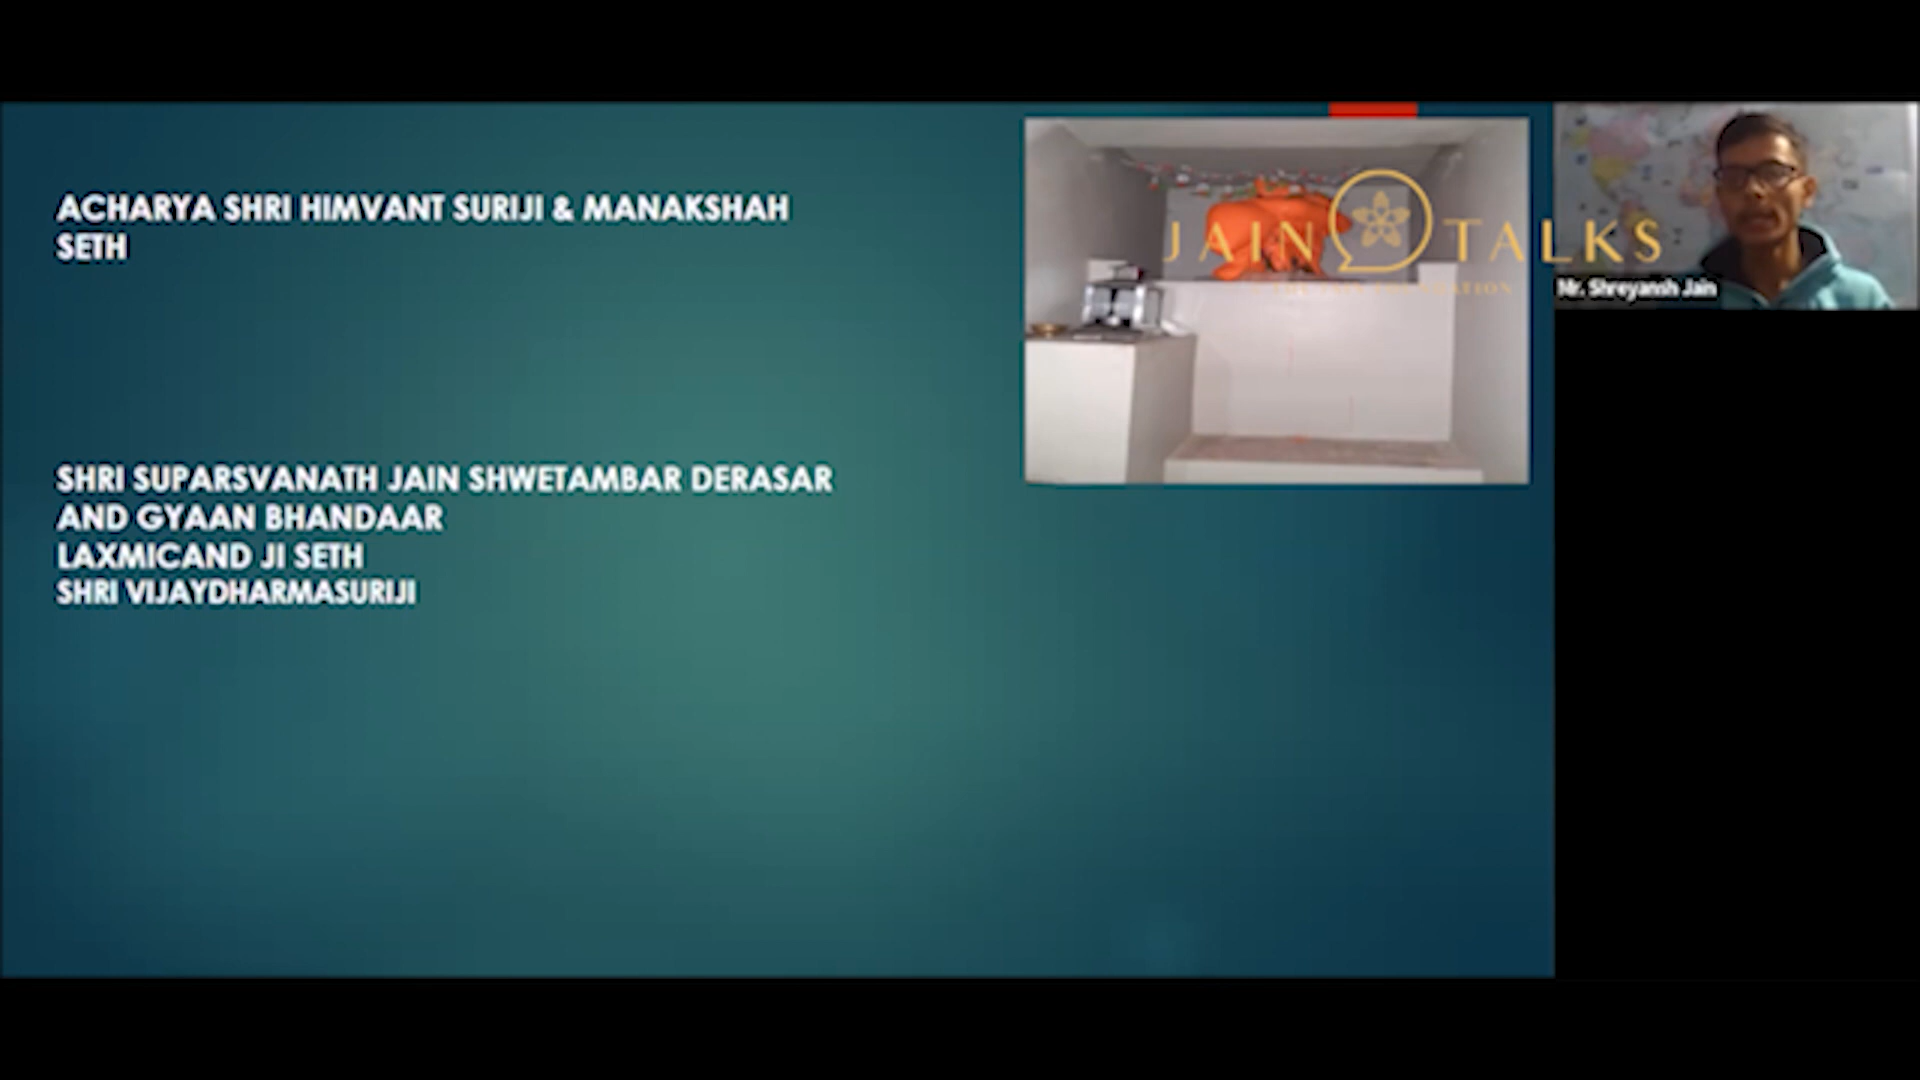 ACHARYA SHRI HIMVANT SURIJI & MANAKSHAH
SETH
JAIN TALKS
Mr. Shreyansh Jain
SHRI SUPARSVANATH JAIN SHWETAMBAR DERASAR
AND GYAAN BHANDAAR
LAXMICAND JI SETH
SHRI VIJAYDHARMASURIJI